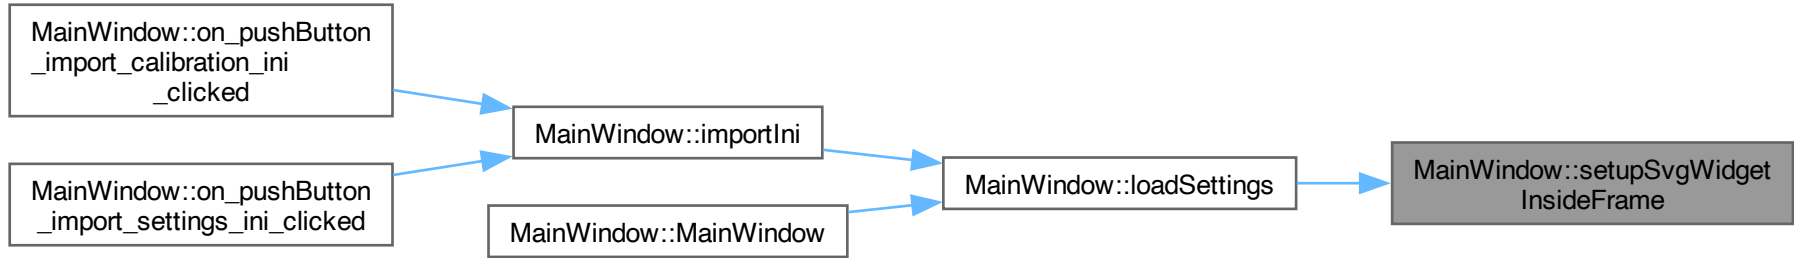 MainWindow::on_pushButton
_import_calibration_ini
_clicked
MainWindow::on_pushButton
_import_settings_ini_clicked
MainWindow::importIni
MainWindow::MainWindow
MainWindow::loadSettings
MainWindow::setupSvgWidget
InsideFrame